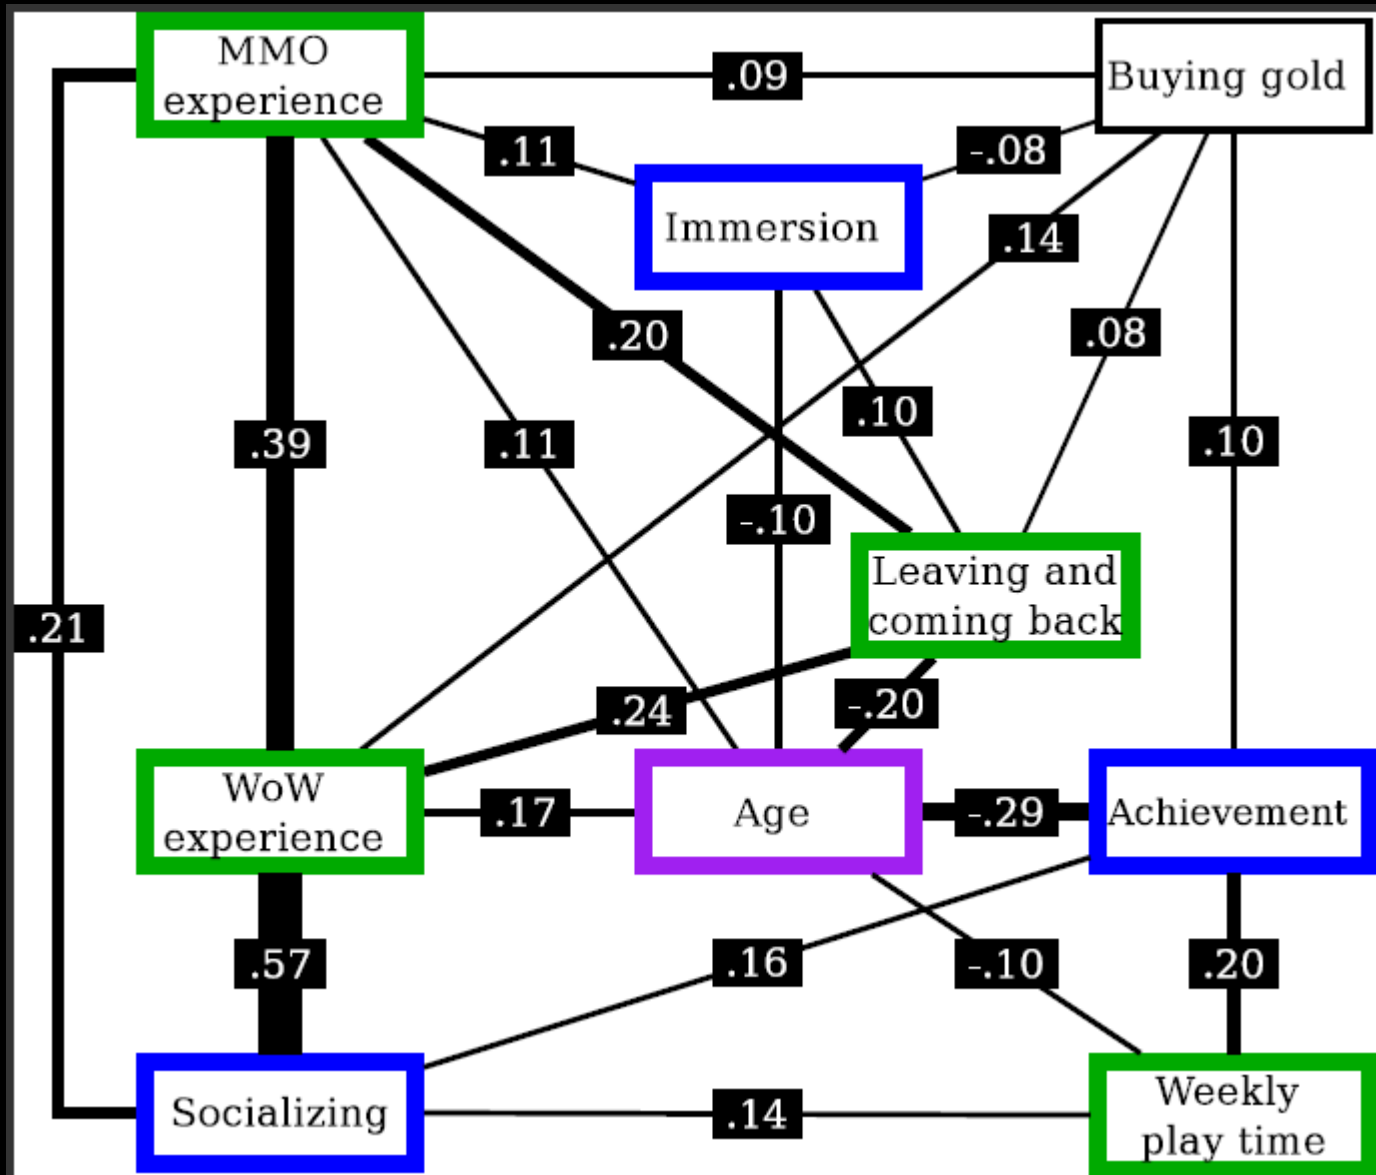 MMO
experience
.09
Buying gold
.11
-.08
Immersion
.14
.20
.08
.39
.11
.10
.10
-.10
Leaving and
coming back
.21
.24
-.20
WoW
experience
.17
Age
-.29
Achievement
.57
.16
-.10
.20
Socializing
.14
Weekly
play time